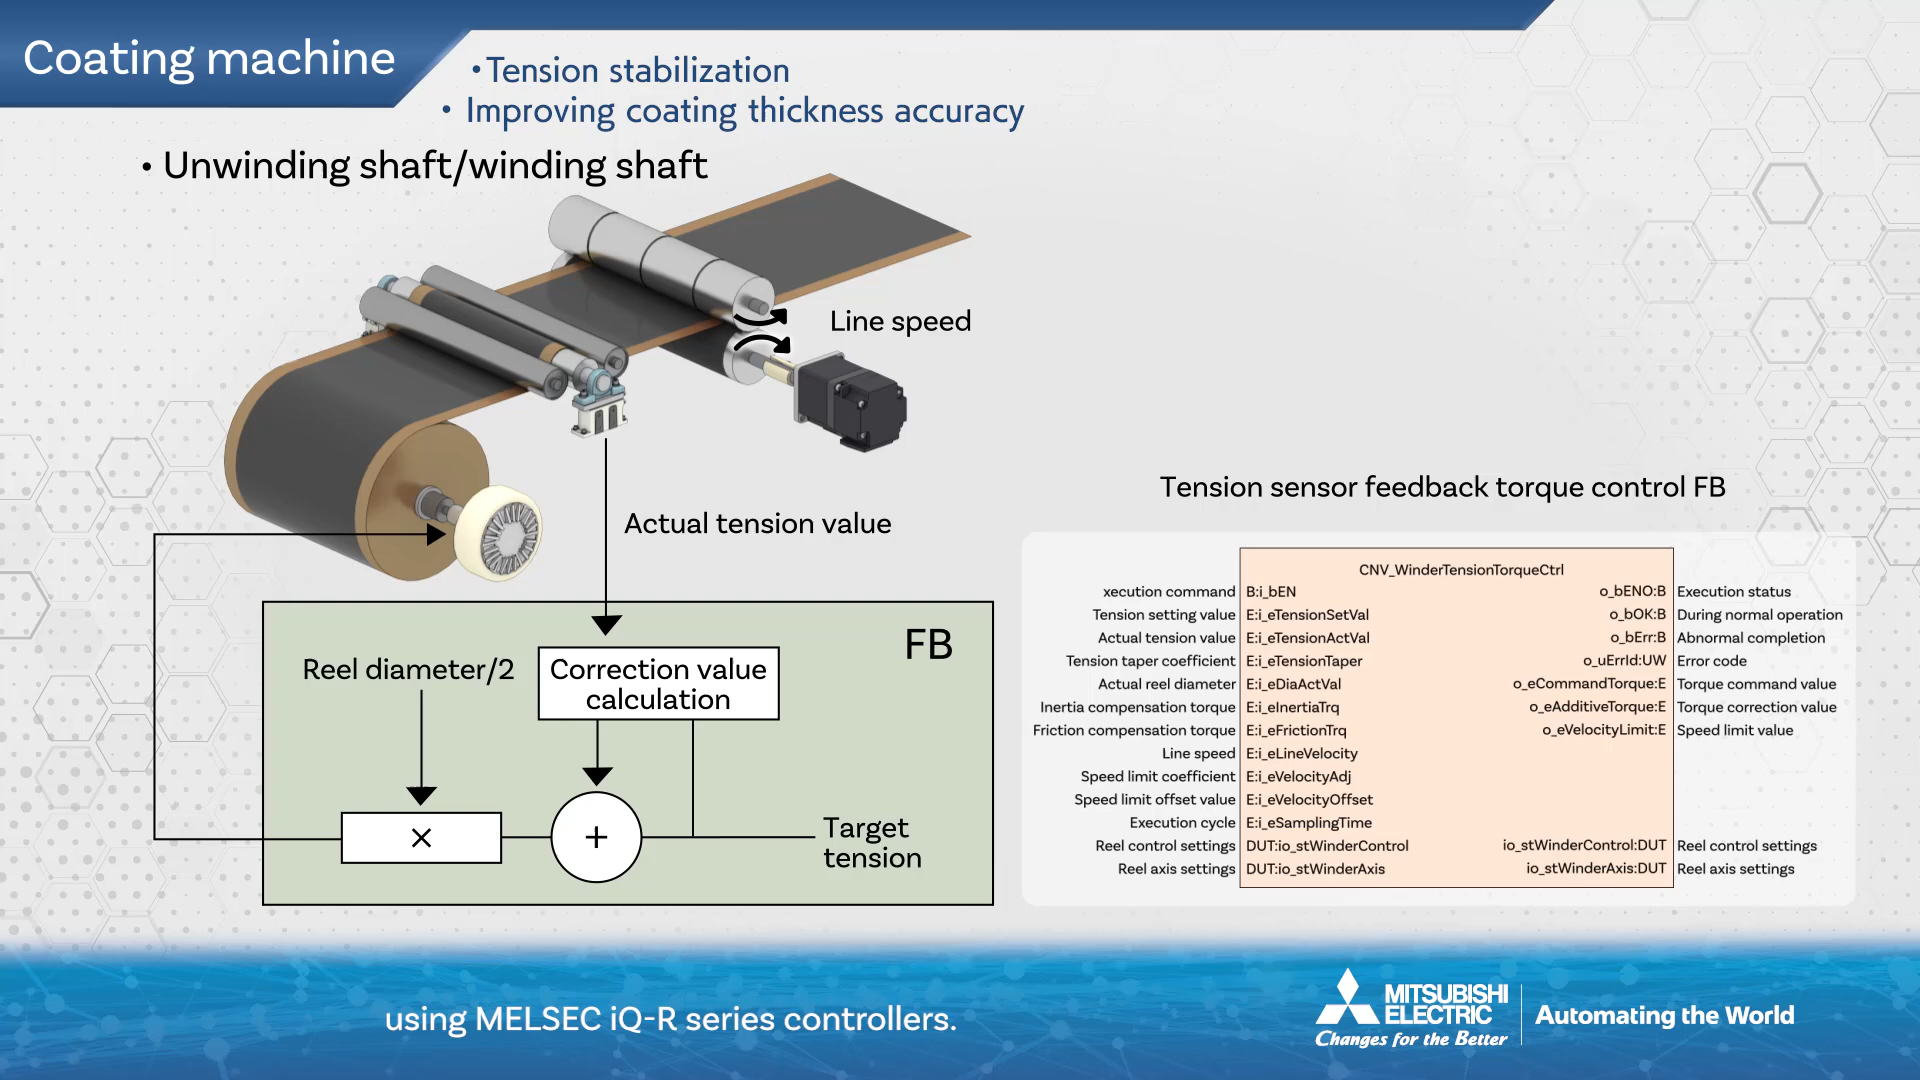 Coating machine
•Tension stabilization
• Improving coating thickness accuracy
• Unwinding shaft/winding shaft
Line speed
Actual tension value
FB
Reel diameter/2
Correction value
calculation
×
+
Target
tension
Tension sensor feedback torque control FB
CNV_WinderTensionTorqueCtrl
xecution command B:i_bEN o_bENO:B Execution status
Tension setting value E:i_eTensionSetVal o_bOK:B During normal operation
Actual tension value E:i_eTensionActVal o_bErr:B Abnormal completion
Tension taper coefficient E:i_eTensionTaper o_uErrId:UW Error code
Actual reel diameter E:i_eDiaActVal o_eCommandTorque:E Torque command value
Inertia compensation torque E:i_eInertiaTrq o_eAdditiveTorque:E Torque correction value
Friction compensation torque E:i_eFrictionTrq o_eVelocityLimit:E Speed limit value
Line speed E:i_eLineVelocity
Speed limit coefficient E:i_eVelocityAdj
Speed limit offset value E:i_eVelocityOffset
Execution cycle E:i_eSamplingTime
Reel control settings DUT:io_stWinderControl io_stWinderControl:DUT Reel control settings
Reel axis settings DUT:io_stWinderAxis io_stWinderAxis:DUT Reel axis settings
using MELSEC iQ-R series controllers.
MITSUBISHI
ELECTRIC
Changes for the Better
Automating the World